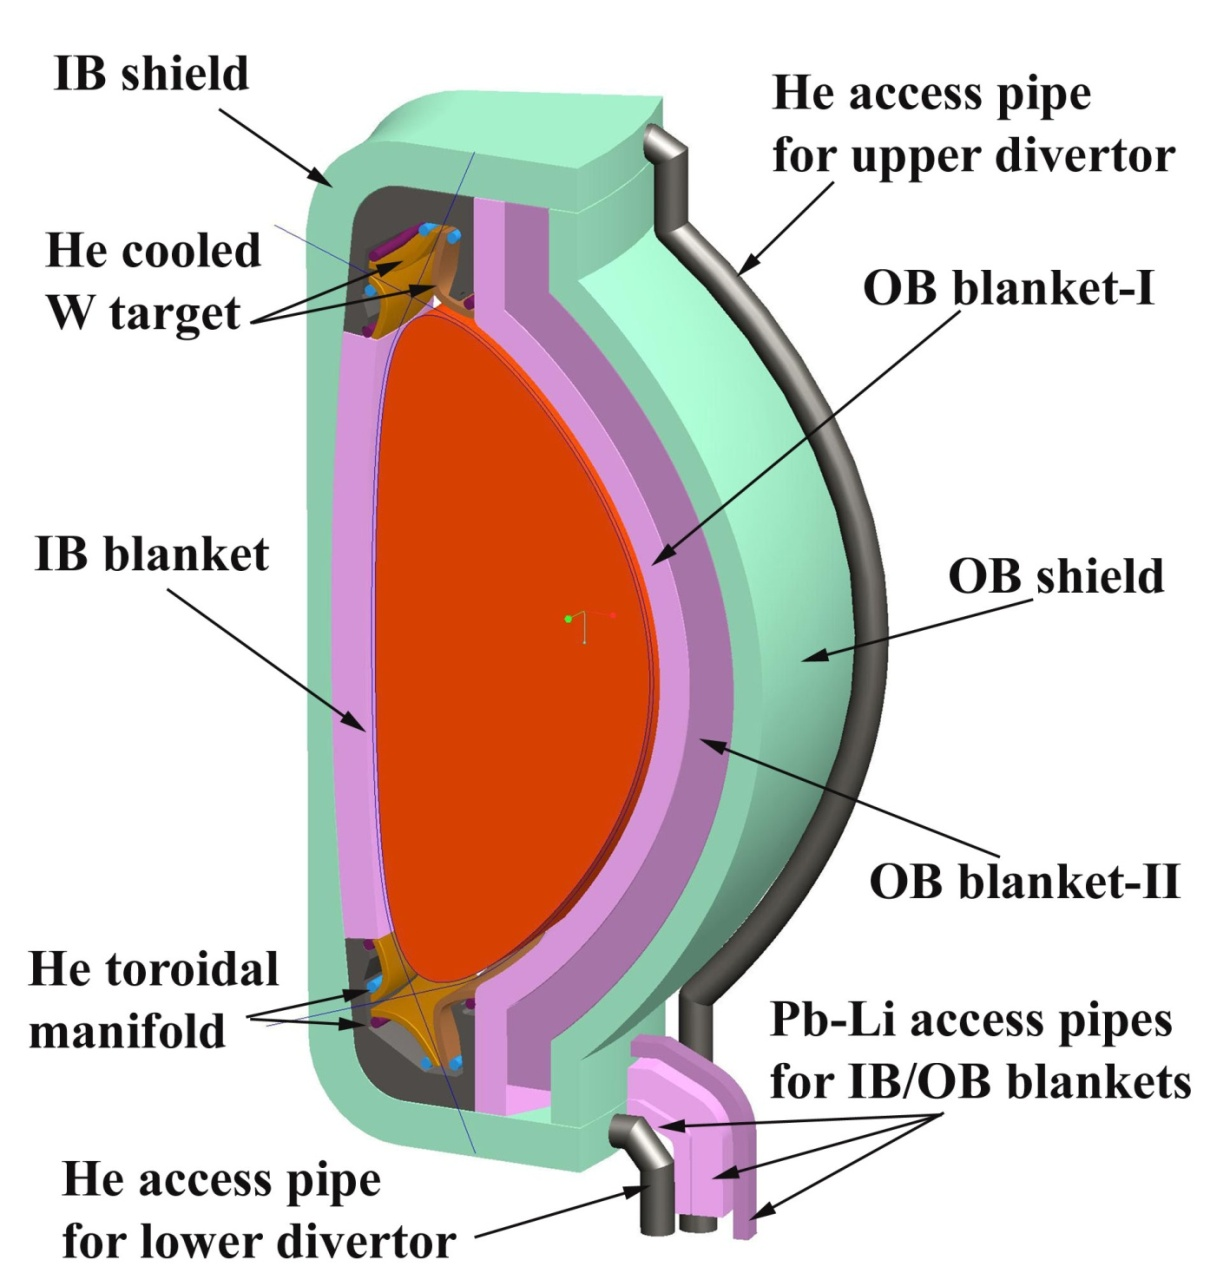 IB shield
He access pipe
for upper divertor
He cooled
W target
OB blanket-I
IB blanket
OB shield
OB blanket-II
He toroidal
manifold
Pb-Li access pipes
for IB/OB blankets
He access pipe
for lower divertor